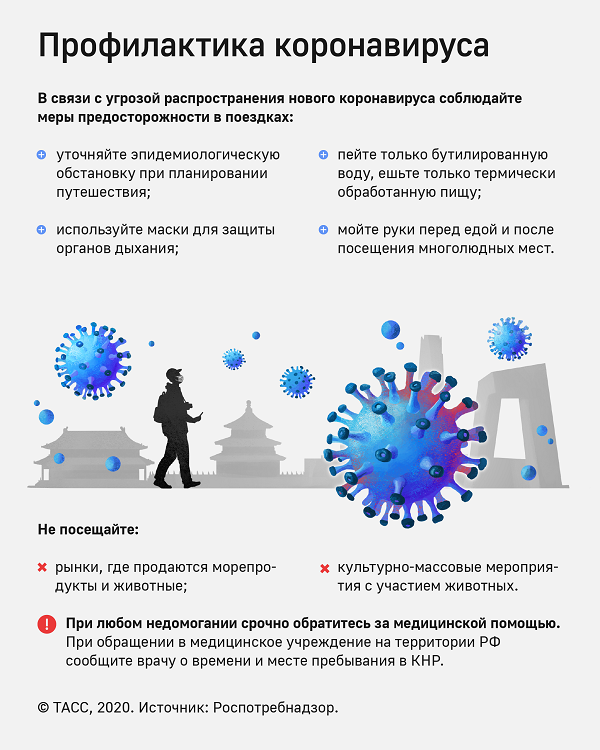 Профилактика коронавируса
В связи с угрозой распространения нового коронавируса соблюдайте
меры предосторожности в поездках:
уточняйте эпидемиологическую
обстановку при планировании
путешествия;
используйте маски для защиты
органов дыхания;
пейте только бутилированную
воду, ешьте только термически
обработанную пищу;
мойте руки перед едой и после
посещения многолюдных мест.
Не посещайте:
рынки, где продаются морепро-
дукты и животные;
культурно-массовые мероприя-
тия с участием животных.
При любом недомогании срочно обратитесь за медицинской помощью.
При обращении в медицинское учреждение на территории РФ
сообщите врачу о времени и месте пребывания в КНР.
© ТАСС, 2020. Источник: Роспотребнадзор.